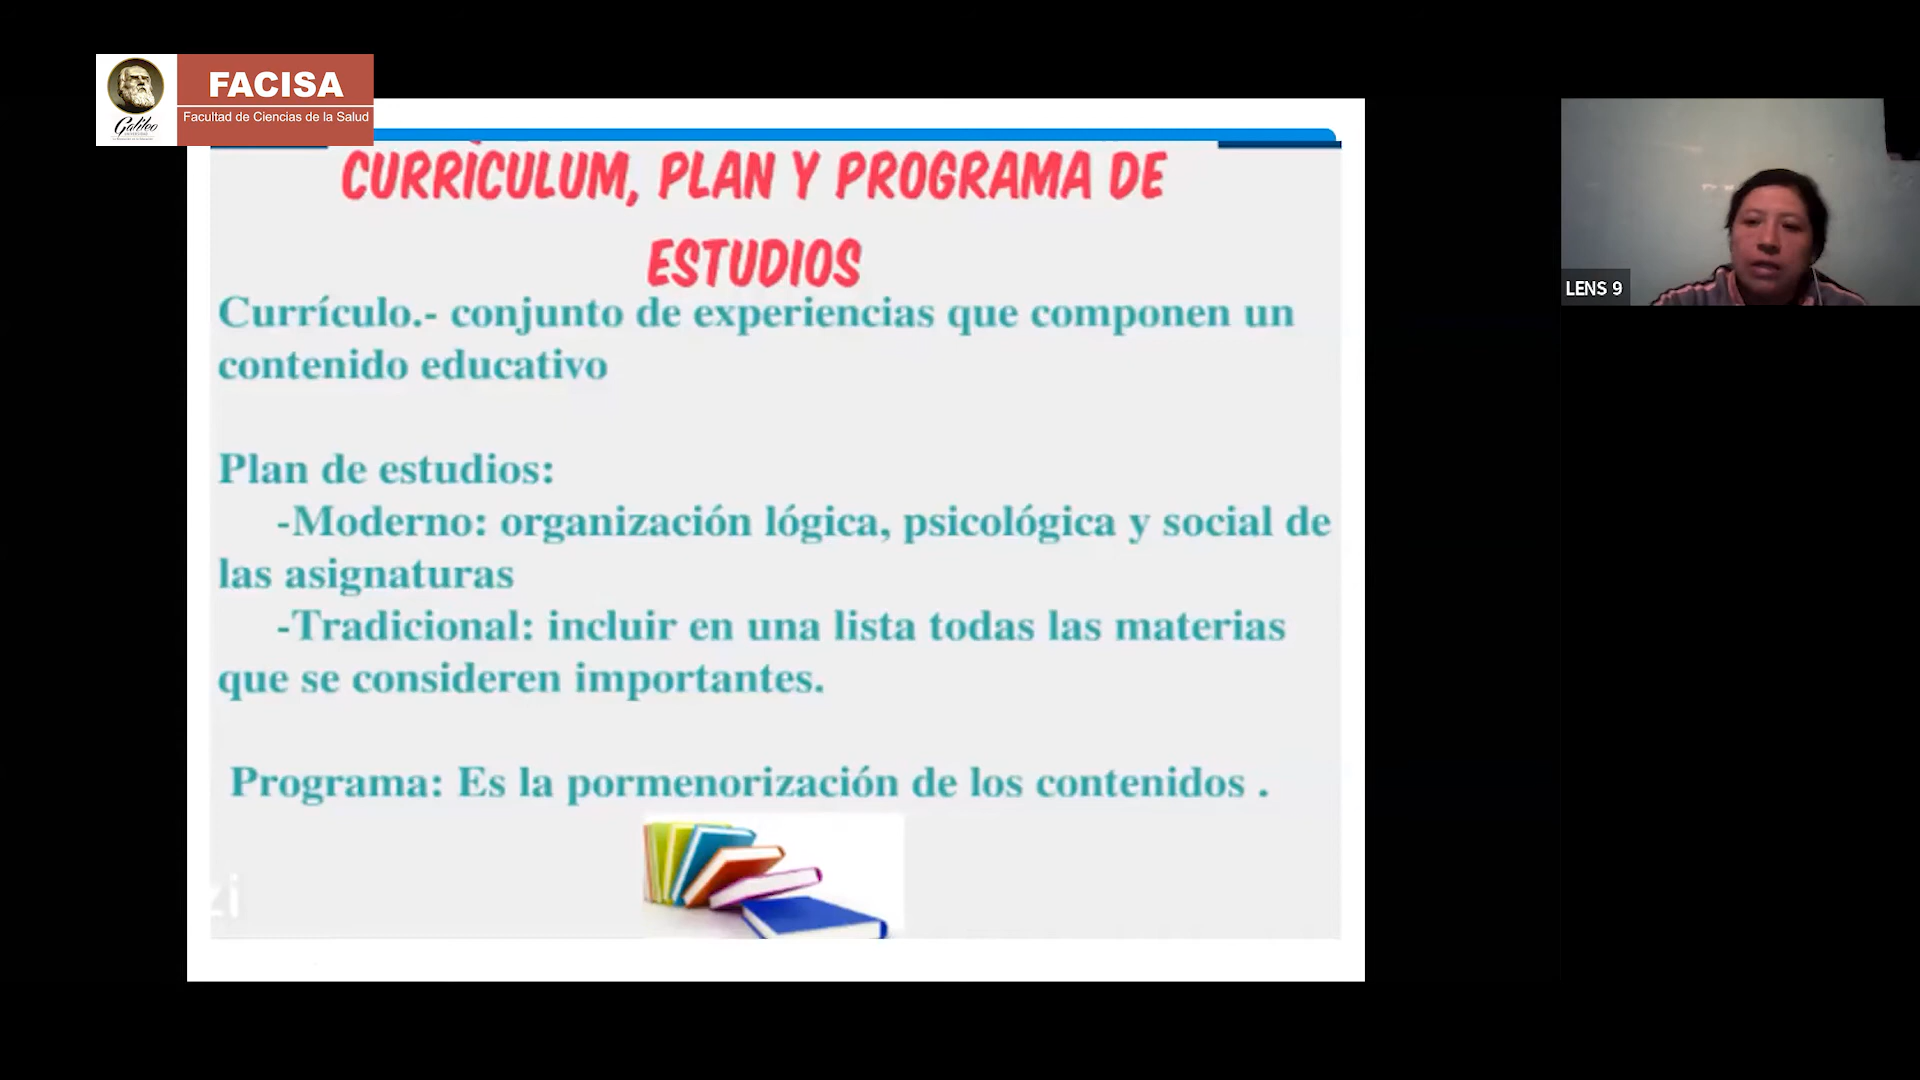 FACISA
Galileo
Facultad de Ciencias de la Salud
CURRÍCULUM, PLAN Y PROGRAMA DE
ESTUDIOS
Currículo.- conjunto de experiencias que componen un
contenido educativo
Plan de estudios:
-Moderno: organización lógica, psicológica y social de
las asignaturas
-Tradicional: incluir en una lista todas las materias
que se consideren importantes.
Programa: Es la pormenorización de los contenidos .
zi
LENS 9